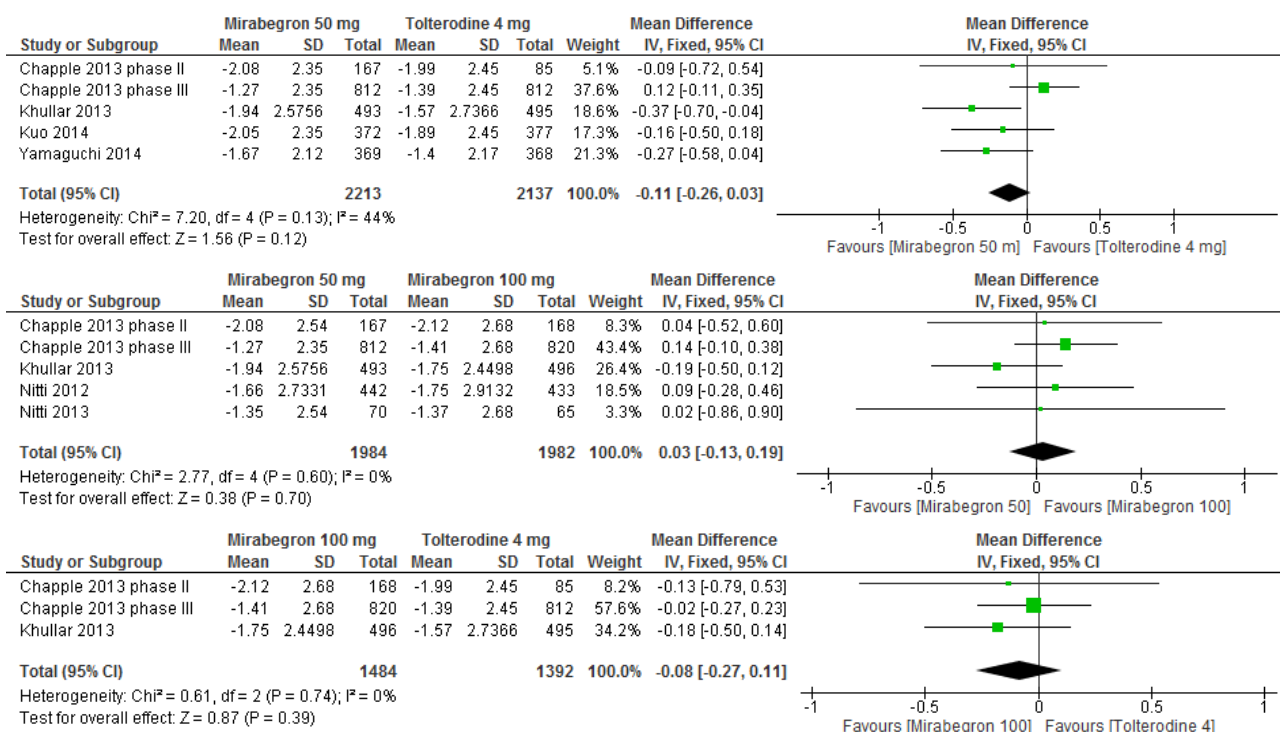 Mirabegron 50 mg Tolterodine 4 mg Mean Difference Mean Difference
Study or Subgroup Mean SD Total Mean SD Total Weight IV, Fixed, 95% CI IV, Fixed, 95% CI
Chapple 2013 phase II -2.08 2.35 167 -1.99 2.45 85 5.1% -0.09 [-0.72, 0.54]
Chapple 2013 phase III -1.27 2.35 812 -1.39 2.45 812 37.6% 0.12 [-0.11, 0.35]
Khullar 2013 -1.94 2.5756 493 -1.57 2.7366 495 18.6% -0.37 [-0.70, -0.04]
Kuo 2014 -2.05 2.35 372 -1.89 2.45 377 17.3% -0.16 [-0.50, 0.18]
Yamaguchi 2014 -1.67 2.12 369 -1.4 2.17 368 21.3% -0.27 [-0.58, 0.04]
Total (95% CI) 2213 2137 100.0% -0.11 [-0.26, 0.03]
Heterogeneity: Chi² = 7.20, df = 4 (P = 0.13); I² = 44%
Test for overall effect: Z = 1.56 (P = 0.12)
-1 -0.5 0 0.5 1
Favours [Mirabegron 50 m] Favours [Tolterodine 4 mg]
Mirabegron 50 mg Mirabegron 100 mg Mean Difference Mean Difference
Study or Subgroup Mean SD Total Mean SD Total Weight IV, Fixed, 95% CI IV, Fixed, 95% CI
Chapple 2013 phase II -2.08 2.54 167 -2.12 2.68 168 8.3% 0.04 [-0.52, 0.60]
Chapple 2013 phase III -1.27 2.35 812 -1.41 2.68 820 43.4% 0.14 [-0.10, 0.38]
Khullar 2013 -1.94 2.5756 493 -1.75 2.4498 496 26.4% -0.19 [-0.50, 0.12]
Nitti 2012 -1.66 2.7331 442 -1.75 2.9132 433 18.5% 0.09 [-0.28, 0.46]
Nitti 2013 -1.35 2.54 70 -1.37 2.68 65 3.3% 0.02 [-0.86, 0.90]
Total (95% CI) 1984 1982 100.0% 0.03 [-0.13, 0.19]
Heterogeneity: Chi² = 2.77, df = 4 (P = 0.60); I² = 0%
Test for overall effect: Z = 0.38 (P = 0.70)
-1 -0.5 0 0.5 1
Favours [Mirabegron 50] Favours [Mirabegron 100]
Mirabegron 100 mg Tolterodine 4 mg Mean Difference Mean Difference
Study or Subgroup Mean SD Total Mean SD Total Weight IV, Fixed, 95% CI IV, Fixed, 95% CI
Chapple 2013 phase II -2.12 2.68 168 -1.99 2.45 85 8.2% -0.13 [-0.79, 0.53]
Chapple 2013 phase III -1.41 2.68 820 -1.39 2.45 812 57.6% -0.02 [-0.27, 0.23]
Khullar 2013 -1.75 2.4498 496 -1.57 2.7366 495 34.2% -0.18 [-0.50, 0.14]
Total (95% CI) 1484 1392 100.0% -0.08 [-0.27, 0.11]
Heterogeneity: Chi² = 0.61, df = 2 (P = 0.74); I² = 0%
Test for overall effect: Z = 0.87 (P = 0.39)
-1 -0.5 0 0.5 1
Favours [Mirabegron 100] Favours [Tolterodine 4]